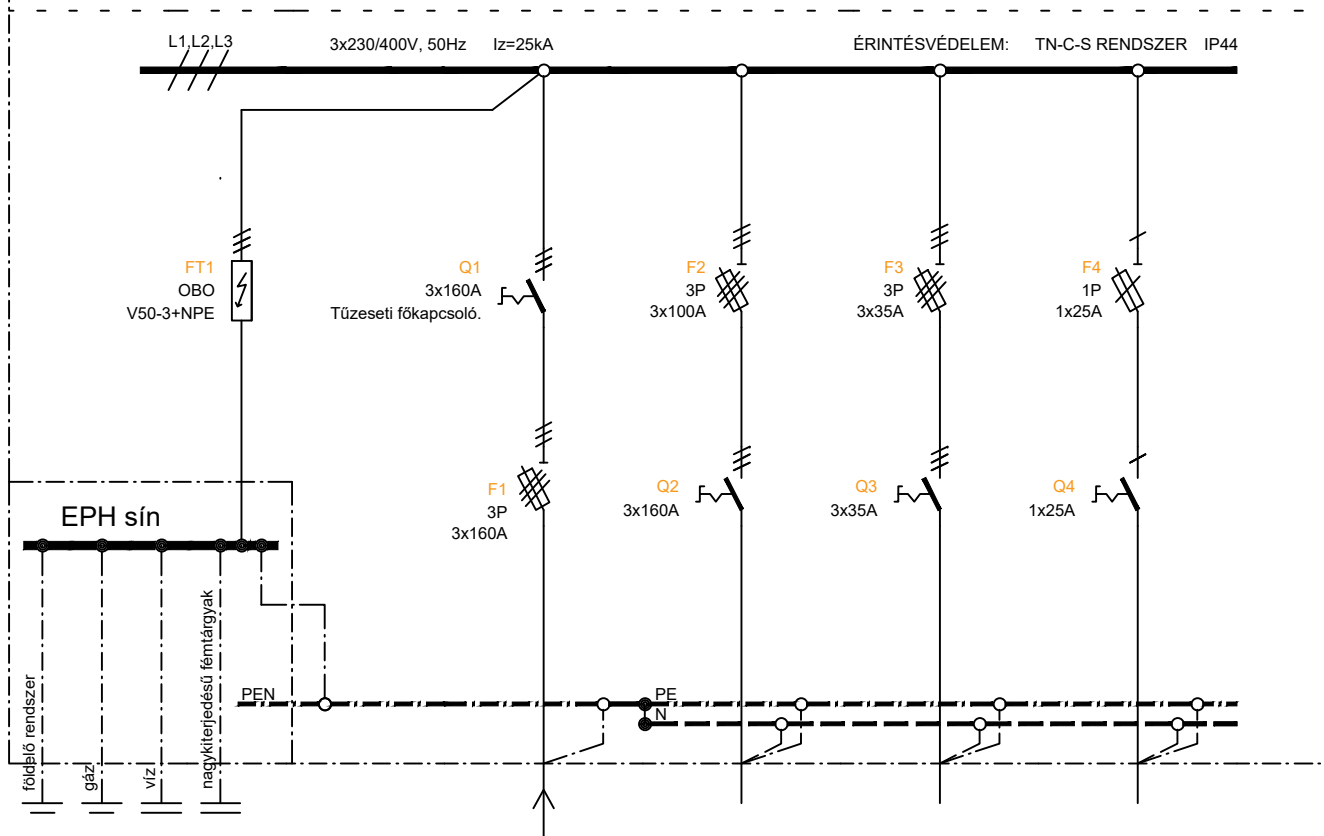 L1,L2,L3
3x230/400V, 50Hz Iz=25kA
ÉRINTÉSVÉDELEM: TN-C-S RENDSZER IP44
FT1
OBO
V50-3+NPE
Q1
3x160A
Tűzeseti főkapcsoló.
F2
3P
3x100A
F3
3P
3x35A
F4
1P
1x25A
F1
3P
3x160A
Q2
3x160A
Q3
3x35A
Q4
1x25A
EPH sín
földelő rendszer
gáz
víz
nagykiterjedésű fémtárgyak
PEN
PE
N